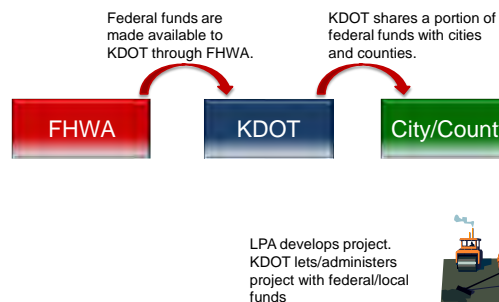 Federal funds are
made available to
KDOT through FHWA.
KDOT shares a portion of
federal funds with cities
and counties.
FHWA
KDOT
City/Count
LPA develops project.
KDOT lets/administers
project with federal/local
funds